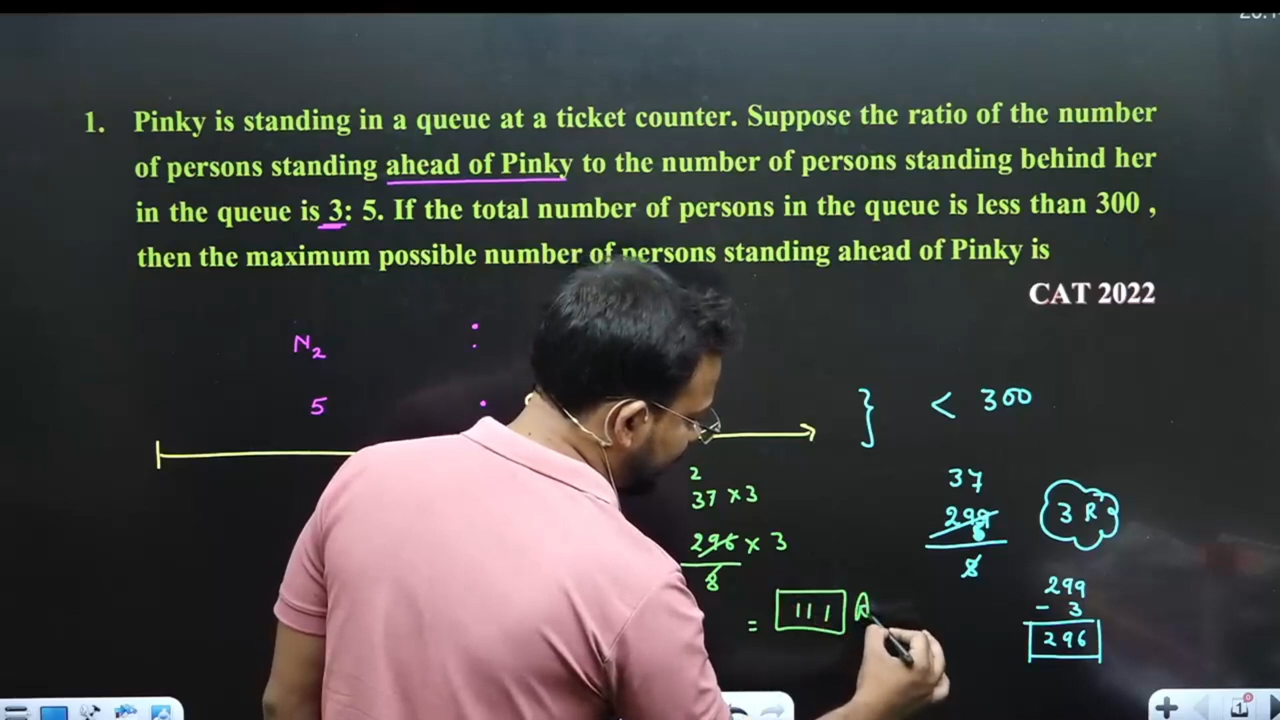 1. Pinky is standing in a queue at a ticket counter. Suppose the ratio of the number
of persons standing ahead of Pinky to the number of persons standing behind her
in the queue is 3: 5. If the total number of persons in the queue is less than 300 ,
then the maximum possible number of persons standing ahead of Pinky is
CAT 2022
N2 :
5 :
} < 300
2
37 × 3
296 × 3
8
= 111 A
37
299
8
3 R
299
- 3
296
1